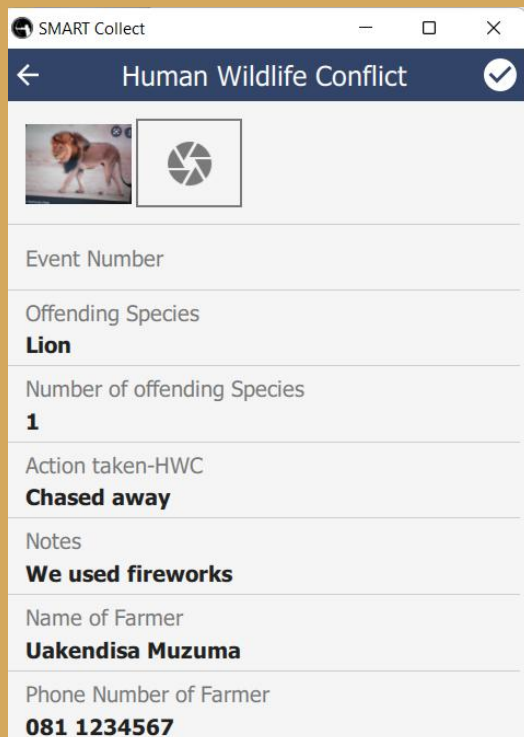 SMART Collect
Human Wildlife Conflict
Event Number
Offending Species
Lion
Number of offending Species
1
Action taken-HWC
Chased away
Notes
We used fireworks
Name of Farmer
Uakendisa Muzuma
Phone Number of Farmer
081 1234567